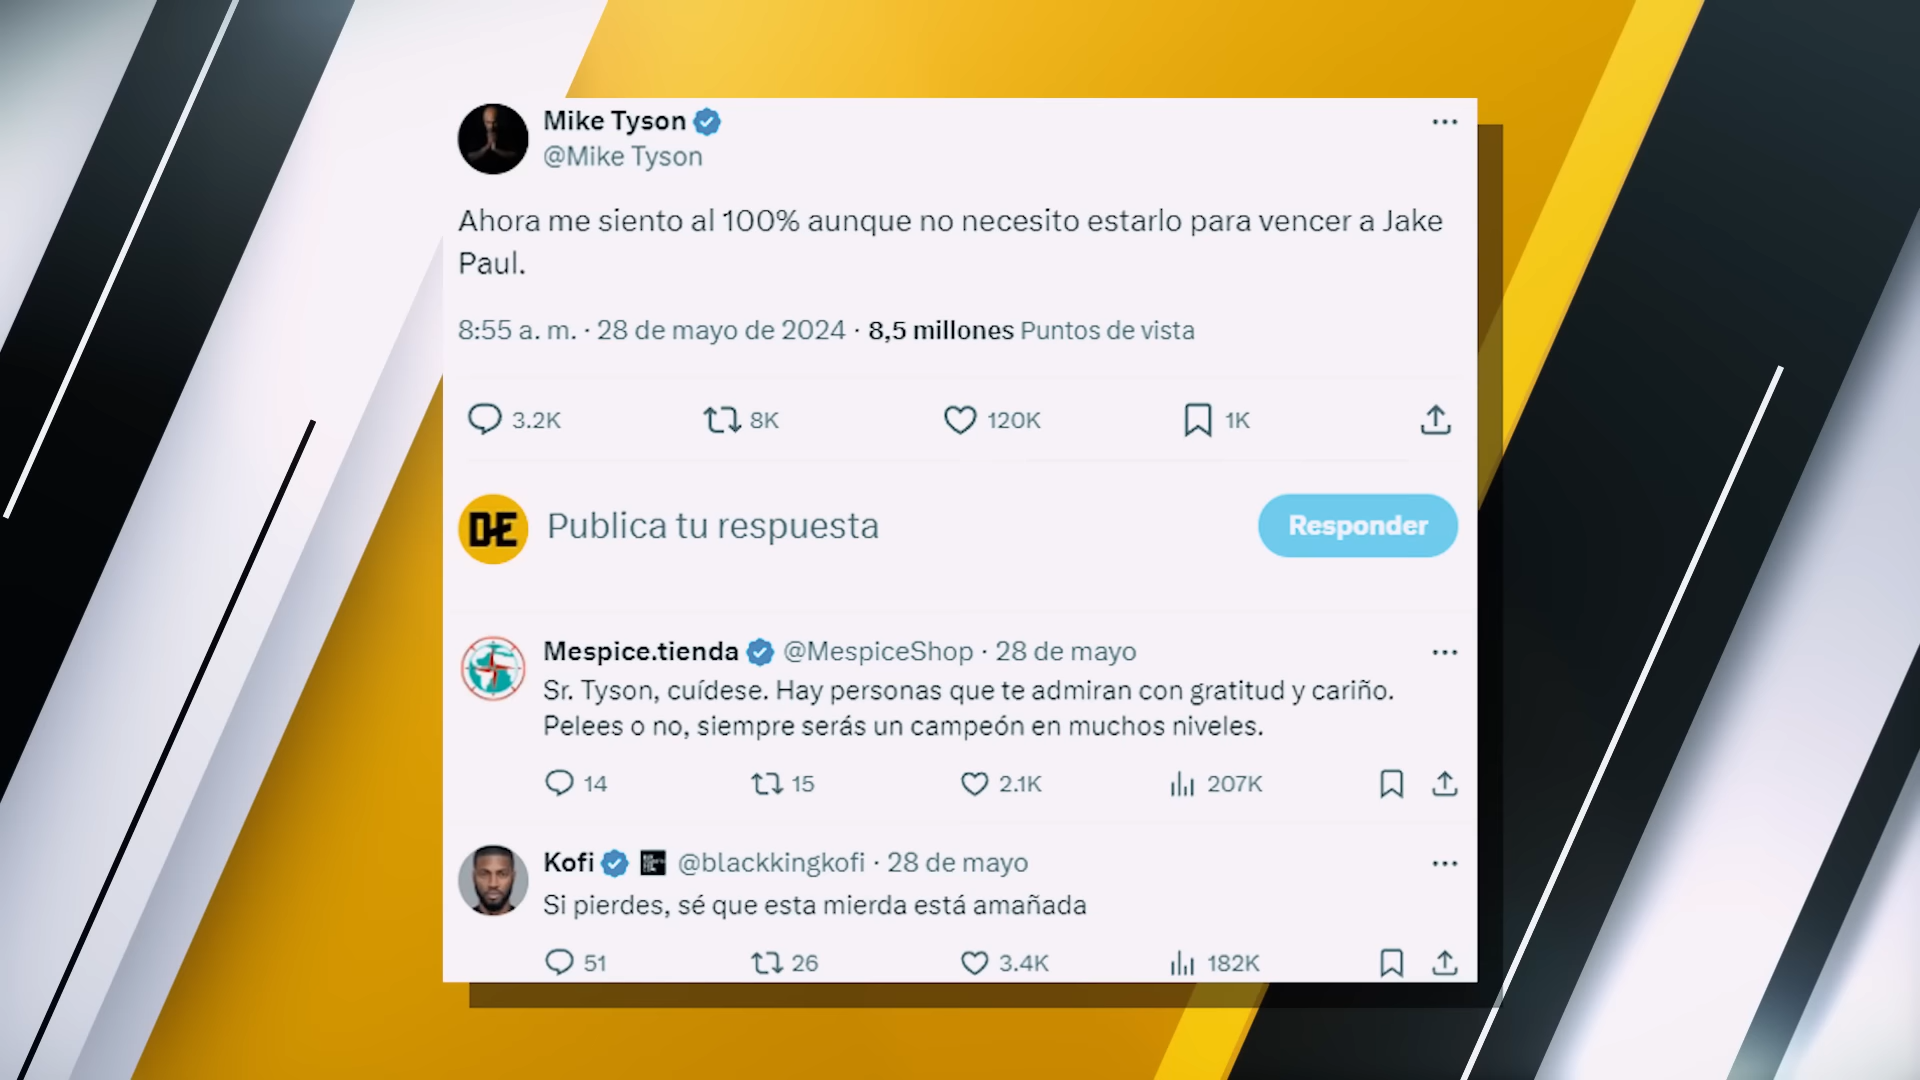 Mike Tyson
@Mike Tyson
Ahora me siento al 100% aunque no necesito estarlo para vencer a Jake
Paul.
8:55 a. m. · 28 de mayo de 2024 · 8,5 millones Puntos de vista
3.2K 8K 120K 1K
DE Publica tu respuesta Responder
Mespice.tienda @MespiceShop · 28 de mayo
Sr. Tyson, cuídese. Hay personas que te admiran con gratitud y cariño.
Pelees o no, siempre serás un campeón en muchos niveles.
14 15 2.1K 207K
Kofi @blackkingkofi · 28 de mayo
Si pierdes, sé que esta mierda está amañada
51 26 3.4K 182K